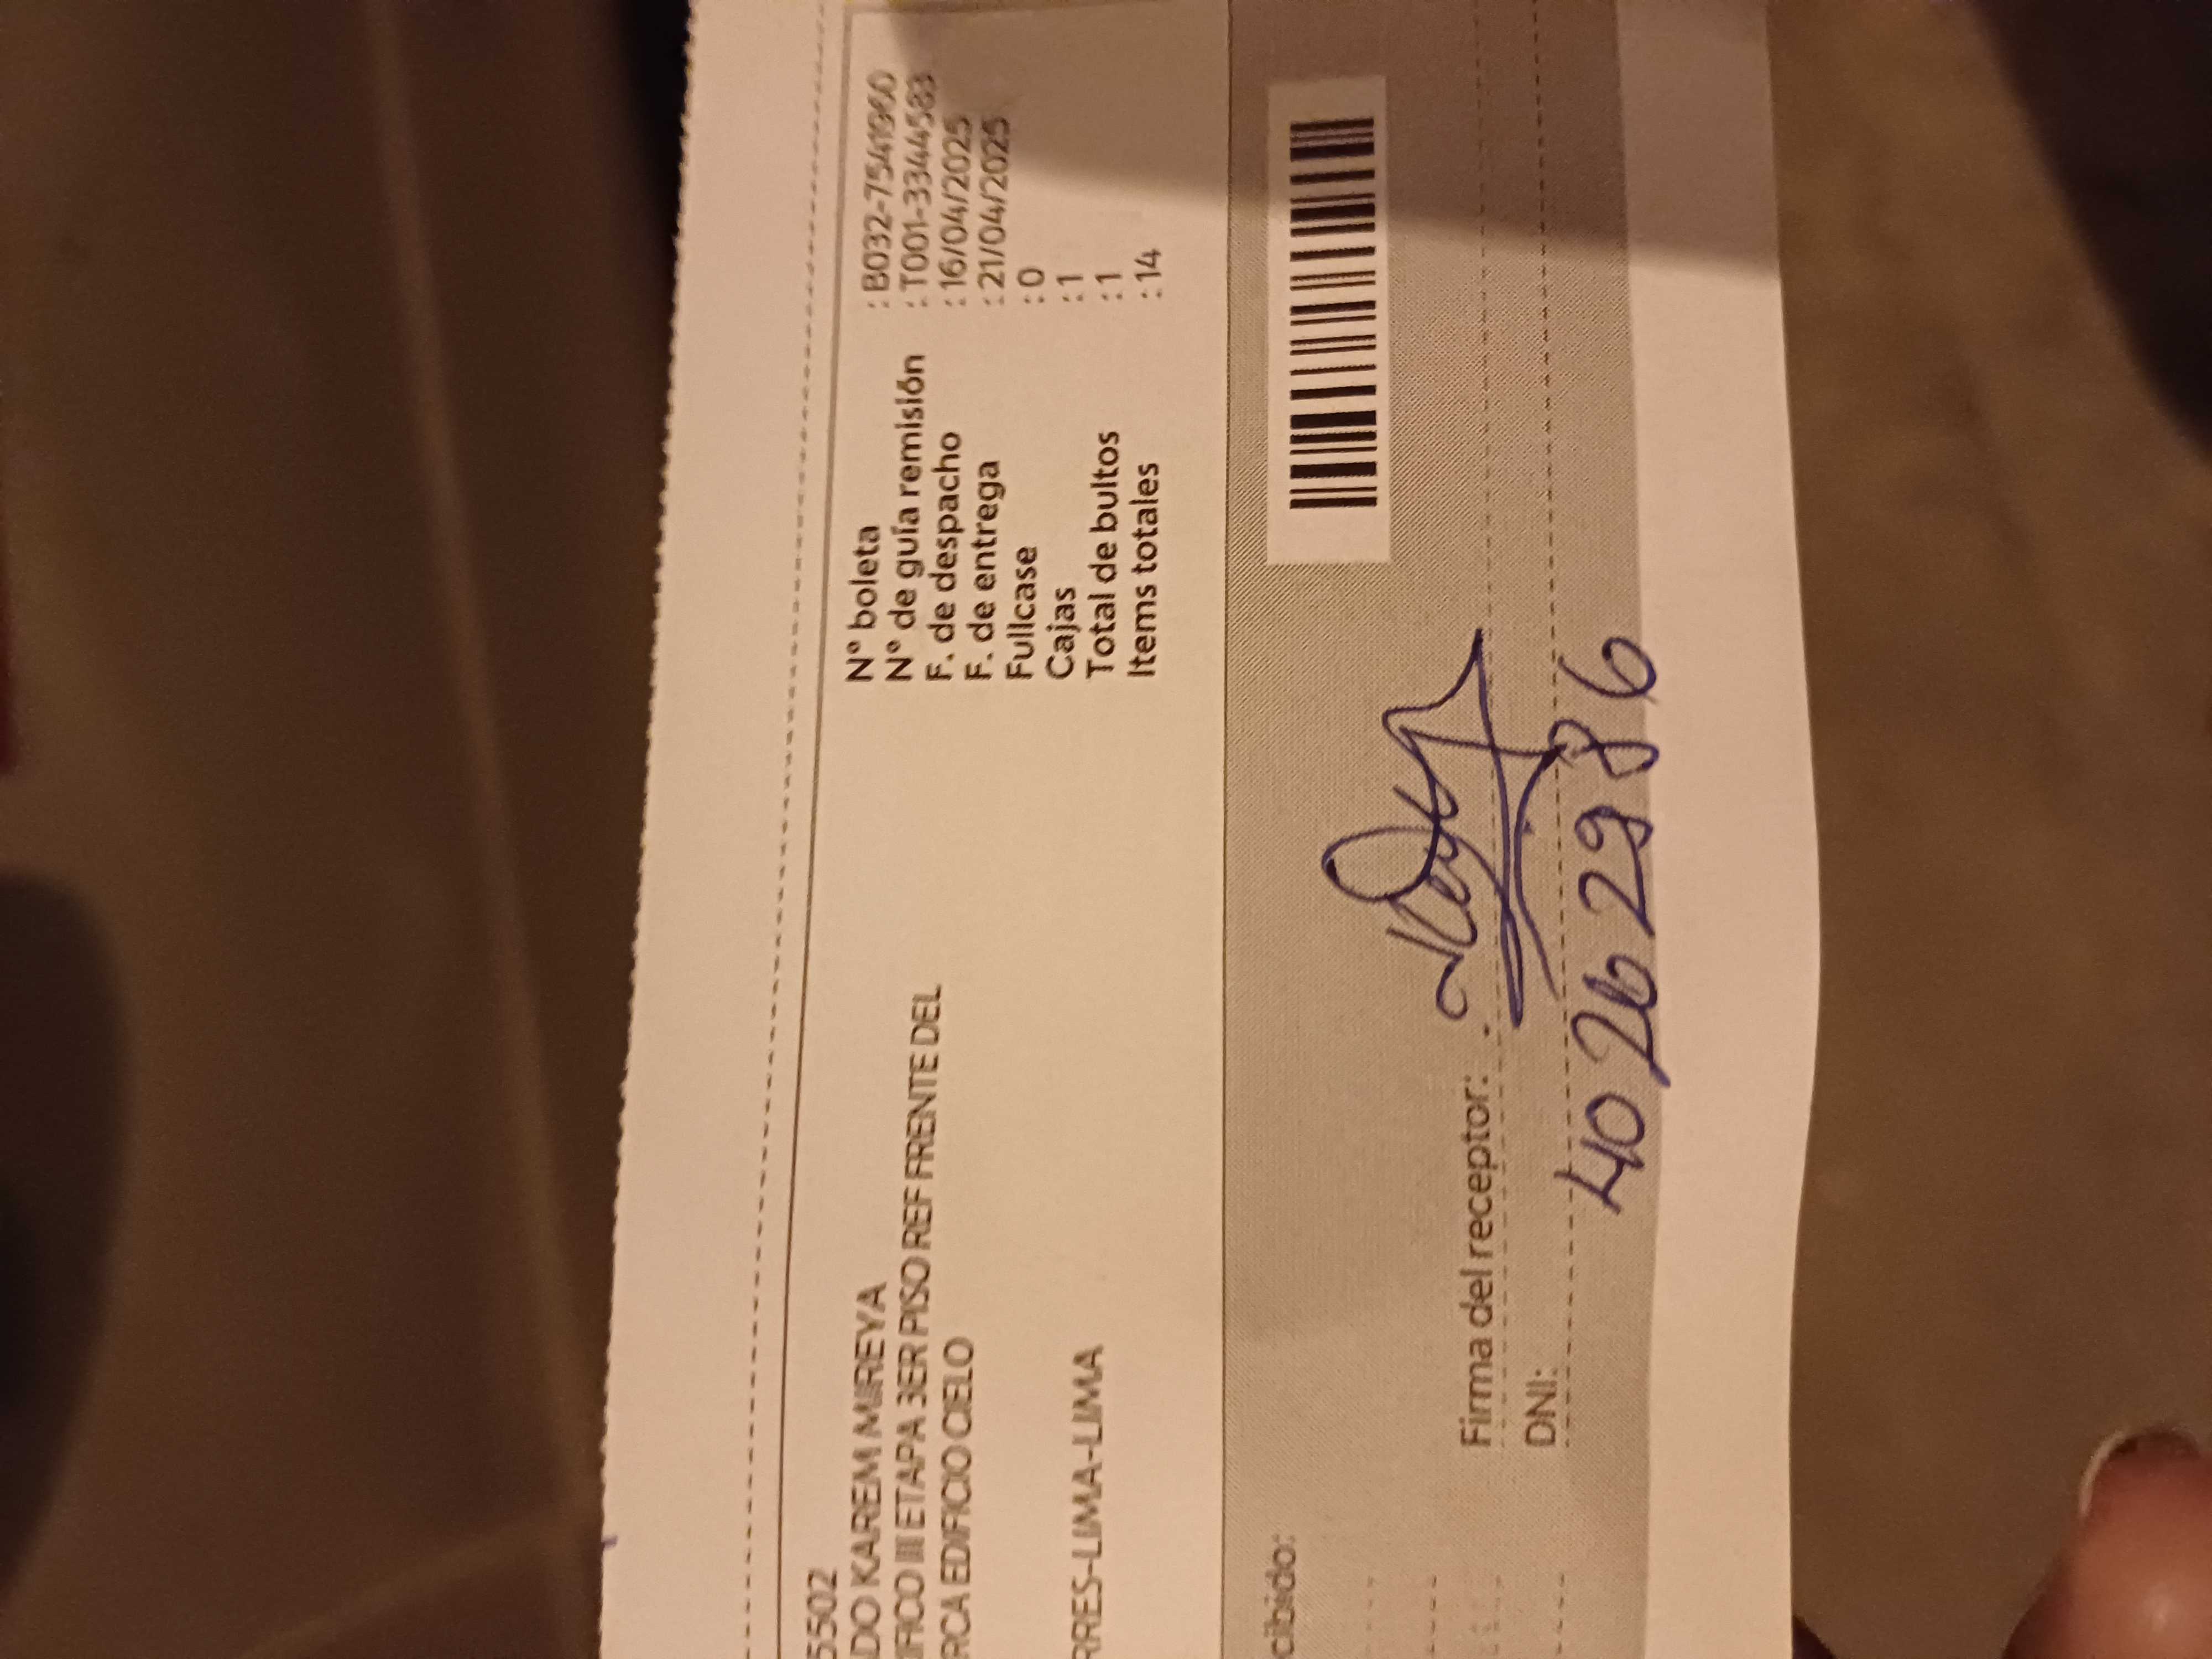 5502
DO KAREM MIREYA
IFICO III ETAPA 3ER PISO REF FRENTE DEL
RCA EDIFICIO CIELO
RRES-LIMA-LIMA
N° boleta : B032-7541960
N° de guía remisión : T001-33444583
F. de despacho : 16/04/2025
F. de entrega : 21/04/2025
Fullcase : 0
Cajas : 1
Total de bultos : 1
Items totales : 14
cibido:
Firma del receptor:
DNI:
40262986